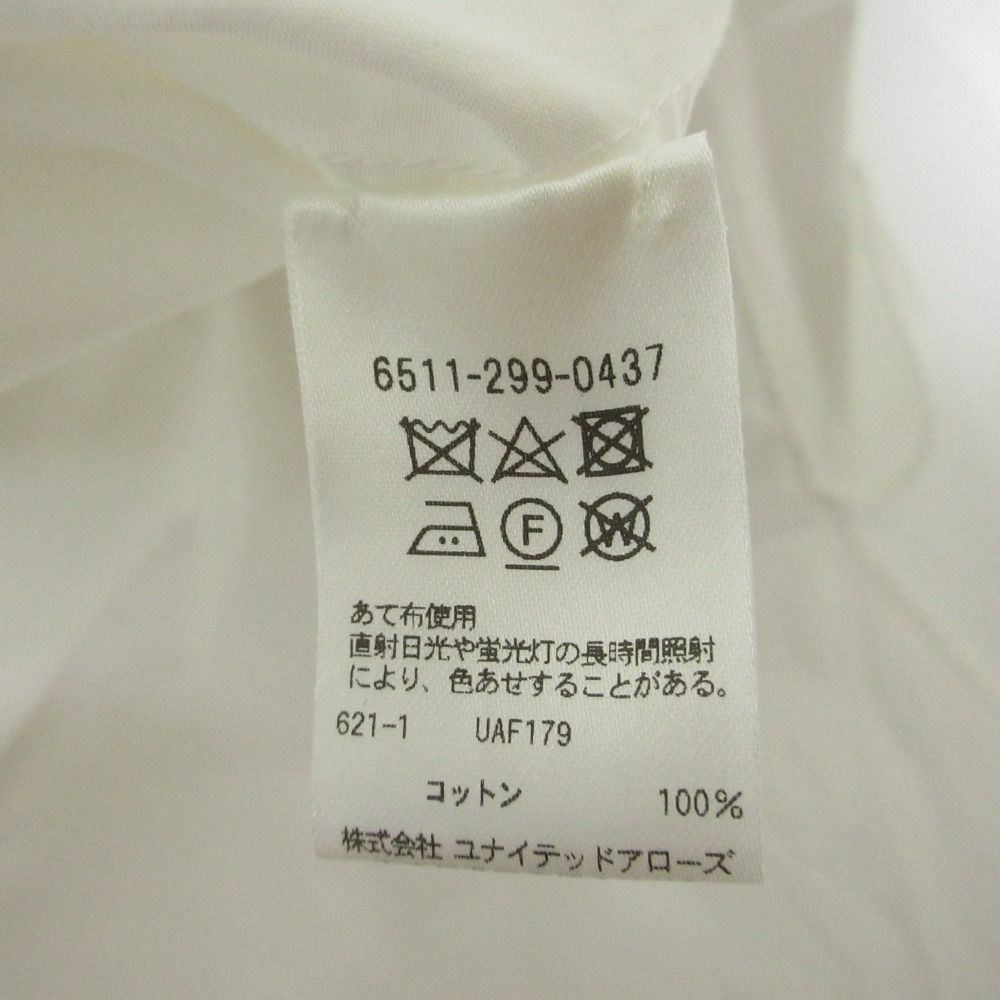 6511-299-0437
F W
あて布使用
直射日光や蛍光灯の長時間照射
により、色あせすることがある。
621-1 UAF179
コットン 100%
株式会社 ユナイテッドアローズ